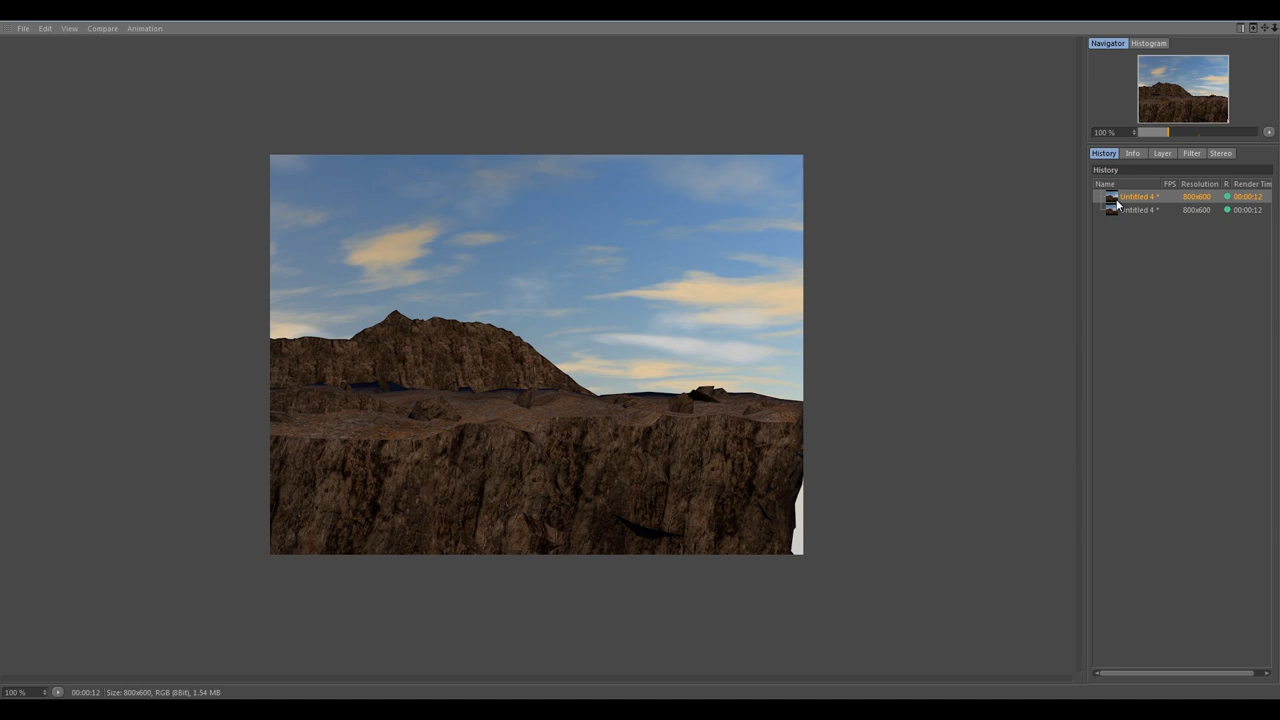 File Edit View Compare Animation
Navigator Histogram
100 %
History Info Layer Filter Stereo
History
Name FPS Resolution R Render Tim
Untitled 4 * 800x600 00:00:12
Untitled 4 * 800x600 00:00:12
100 % 00:00:12 Size: 800x600, RGB (8Bit), 1.54 MB